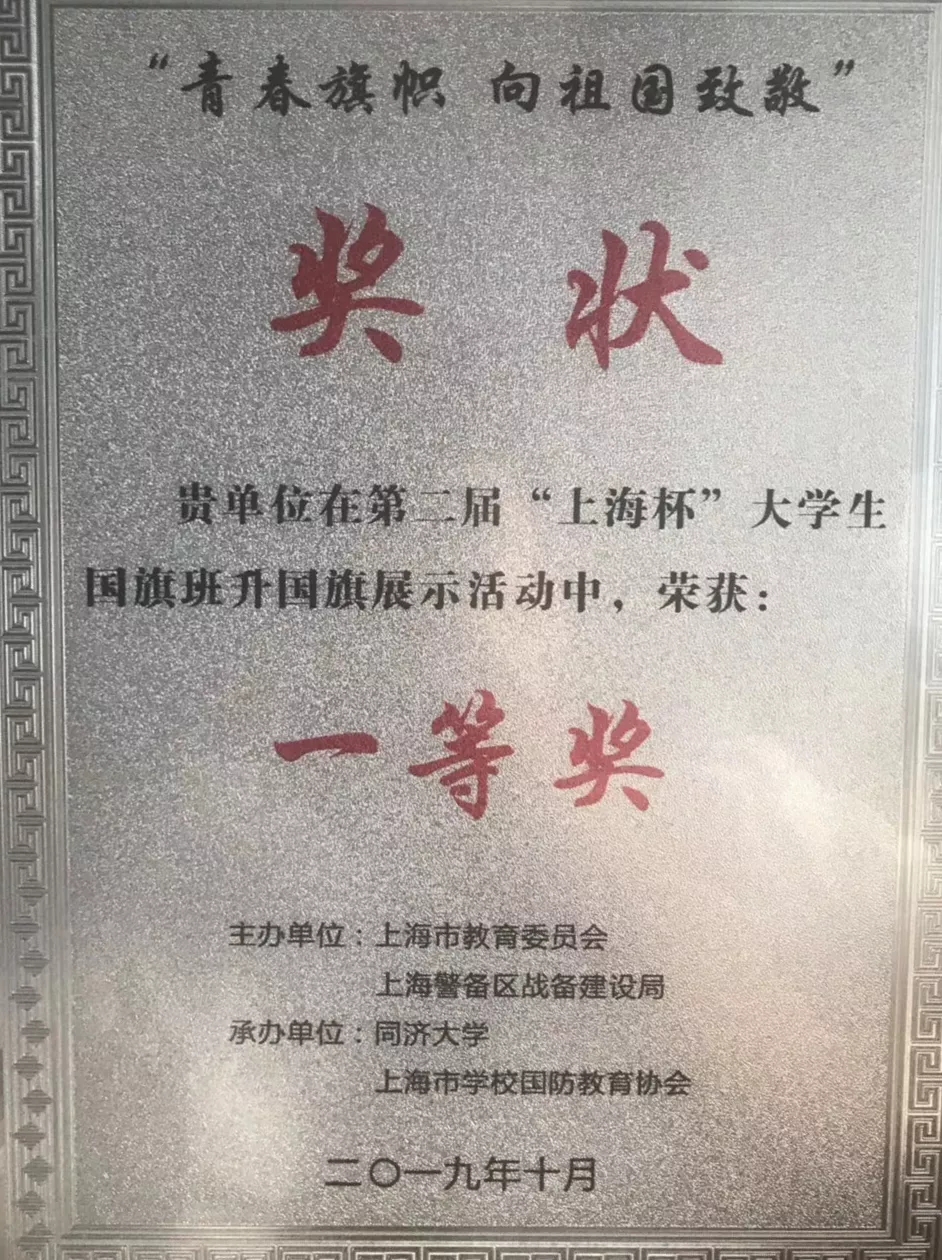 “青春旗帜 向祖国致敬”
奖 状
贵单位在第二届“上海杯”大学生
国旗班升国旗展示活动中，荣获：
一等奖
主办单位：上海市教育委员会
上海警备区战备建设局
承办单位：同济大学
上海市学校国防教育协会
二〇一九年十月